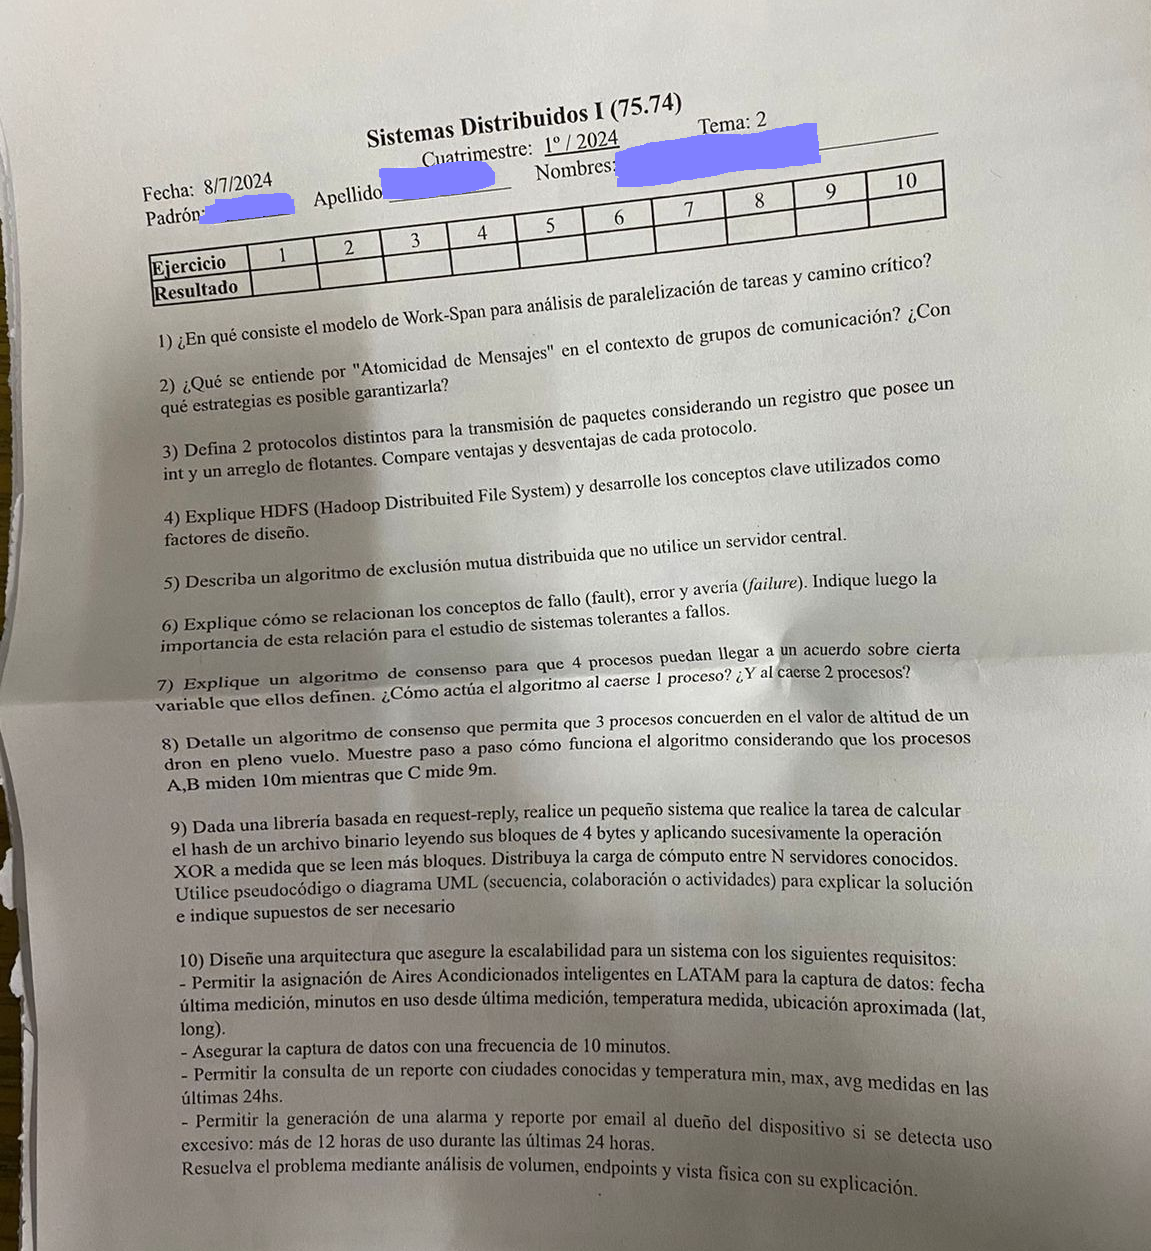 Sistemas Distribuidos I (75.74)
Cuatrimestre: 1º / 2024
Tema: 2
Fecha: 8/7/2024
Padrón:
Apellido
Nombres:
Ejercicio 1 2 3 4 5 6 7 8 9 10
Resultado
1) ¿En qué consiste el modelo de Work-Span para análisis de paralelización de tareas y camino crítico?
2) ¿Qué se entiende por "Atomicidad de Mensajes" en el contexto de grupos de comunicación? ¿Con
qué estrategias es posible garantizarla?
3) Defina 2 protocolos distintos para la transmisión de paquetes considerando un registro que posee un
int y un arreglo de flotantes. Compare ventajas y desventajas de cada protocolo.
4) Explique HDFS (Hadoop Distribuited File System) y desarrolle los conceptos clave utilizados como
factores de diseño.
5) Describa un algoritmo de exclusión mutua distribuida que no utilice un servidor central.
6) Explique cómo se relacionan los conceptos de fallo (fault), error y avería (failure). Indique luego la
importancia de esta relación para el estudio de sistemas tolerantes a fallos.
7) Explique un algoritmo de consenso para que 4 procesos puedan llegar a un acuerdo sobre cierta
variable que ellos definen. ¿Cómo actúa el algoritmo al caerse 1 proceso? ¿Y al caerse 2 procesos?
8) Detalle un algoritmo de consenso que permita que 3 procesos concuerden en el valor de altitud de un
dron en pleno vuelo. Muestre paso a paso cómo funciona el algoritmo considerando que los procesos
A,B miden 10m mientras que C mide 9m.
9) Dada una librería basada en request-reply, realice un pequeño sistema que realice la tarea de calcular
el hash de un archivo binario leyendo sus bloques de 4 bytes y aplicando sucesivamente la operación
XOR a medida que se leen más bloques. Distribuya la carga de cómputo entre N servidores conocidos.
Utilice pseudocódigo o diagrama UML (secuencia, colaboración o actividades) para explicar la solución
e indique supuestos de ser necesario
10) Diseñe una arquitectura que asegure la escalabilidad para un sistema con los siguientes requisitos:
- Permitir la asignación de Aires Acondicionados inteligentes en LATAM para la captura de datos: fecha
última medición, minutos en uso desde última medición, temperatura medida, ubicación aproximada (lat,
long).
- Asegurar la captura de datos con una frecuencia de 10 minutos.
- Permitir la consulta de un reporte con ciudades conocidas y temperatura min, max, avg medidas en las
últimas 24hs.
- Permitir la generación de una alarma y reporte por email al dueño del dispositivo si se detecta uso
excesivo: más de 12 horas de uso durante las últimas 24 horas.
Resuelva el problema mediante análisis de volumen, endpoints y vista física con su explicación.